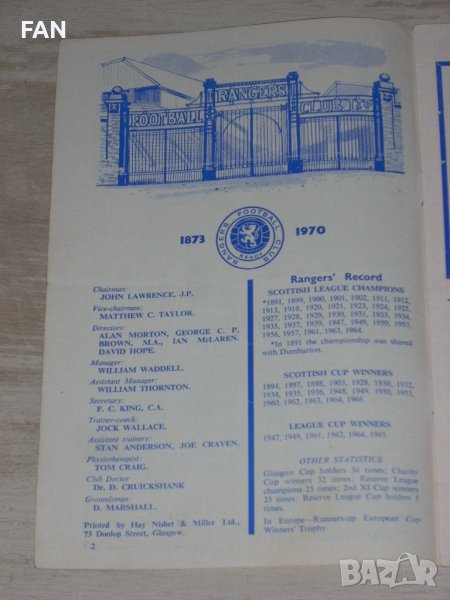 FAN
RANGERS
FOOTBALL
CLUB LTD
RANGERS FOOTBALL CLUB
READY
1873
1970
Chairman:
JOHN LAWRENCE, J.P.
Vice-chairman:
MATTHEW C. TAYLOR.
Directors:
ALAN MORTON, GEORGE C. P.
BROWN, M.A., IAN McLAREN,
DAVID HOPE.
Manager:
WILLIAM WADDELL.
Assistant Manager:
WILLIAM THORNTON.
Secretary:
F. C. KING, C.A.
Trainer-coach:
JOCK WALLACE.
Assistant trainers:
STAN ANDERSON, JOE CRAVEN.
Physiotherapist:
TOM CRAIG.
Club Doctor
Dr. D. CRUICKSHANK
Groundsman:
D. MARSHALL.
Printed by Hay Nisbet & Miller Ltd.,
73 Dunlop Street, Glasgow.
2
Rangers' Record
SCOTTISH LEAGUE CHAMPIONS
*1891, 1899, 1900, 1901, 1902, 1911, 1912,
1913, 1918, 1920, 1921, 1923, 1924, 1925,
1927, 1928, 1929, 1930, 1931, 1933, 1934,
1935, 1937, 1939, 1947, 1949, 1950, 1953,
1956, 1957, 1961, 1963, 1964.
*In 1891 the championship was shared
with Dumbarton.
SCOTTISH CUP WINNERS
1894, 1897, 1898, 1903, 1928, 1930, 1932,
1934, 1935, 1936, 1948, 1949, 1950, 1953,
1960, 1962, 1963, 1964, 1966.
LEAGUE CUP WINNERS
1947, 1949, 1961, 1962, 1964, 1965.
OTHER STATISTICS
Glasgow Cup holders 36 times; Charity
Cup winners 32 times; Reserve League
champions 25 times; 2nd XI Cup winners
23 times; Reserve League Cup holders 5
times.
In Europe—Runners-up European Cup
Winners' Trophy.
BAZAR